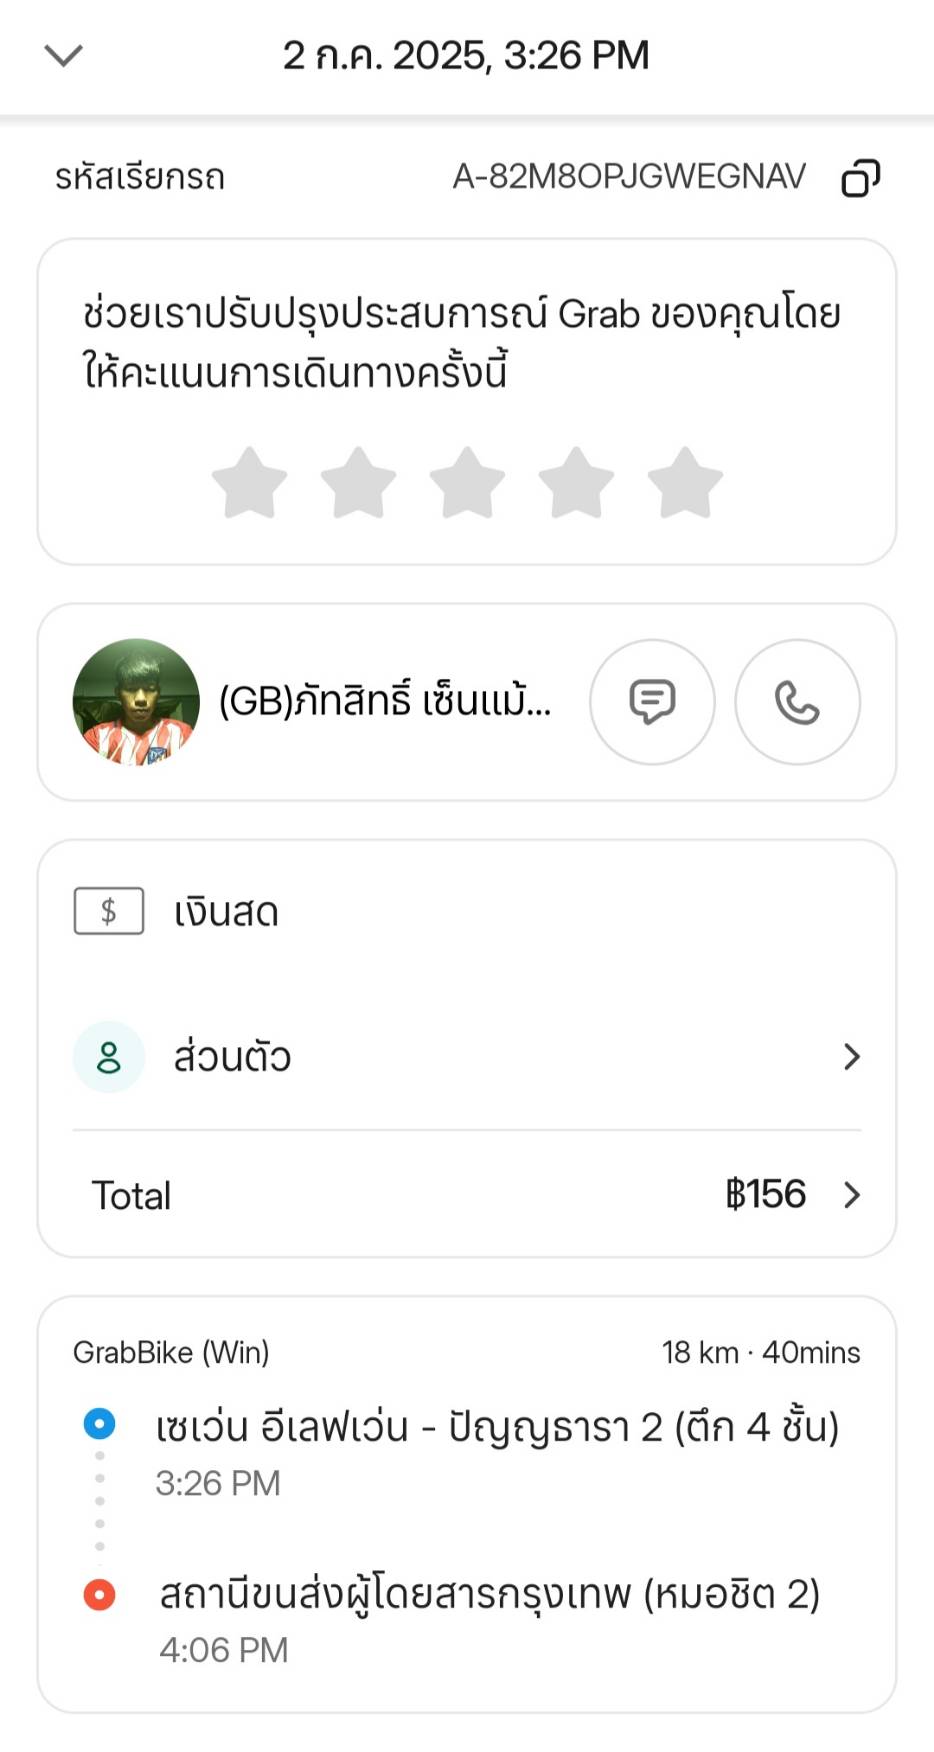 2 ก.ค. 2025, 3:26 PM
รหัสเรียกรถ A-82M8OPJGWEGNAV
ช่วยเราปรับปรุงประสบการณ์ Grab ของคุณโดย
ให้คะแนนการเดินทางครั้งนี้
(GB)ภัทสิทธิ์ เซ็นแม้...
$ เงินสด
ส่วนตัว
Total ฿156
GrabBike (Win) 18 km · 40mins
เซเว่น อีเลฟเว่น - ปัญญธารา 2 (ตึก 4 ชั้น)
3:26 PM
สถานีขนส่งผู้โดยสารกรุงเทพ (หมอชิต 2)
4:06 PM